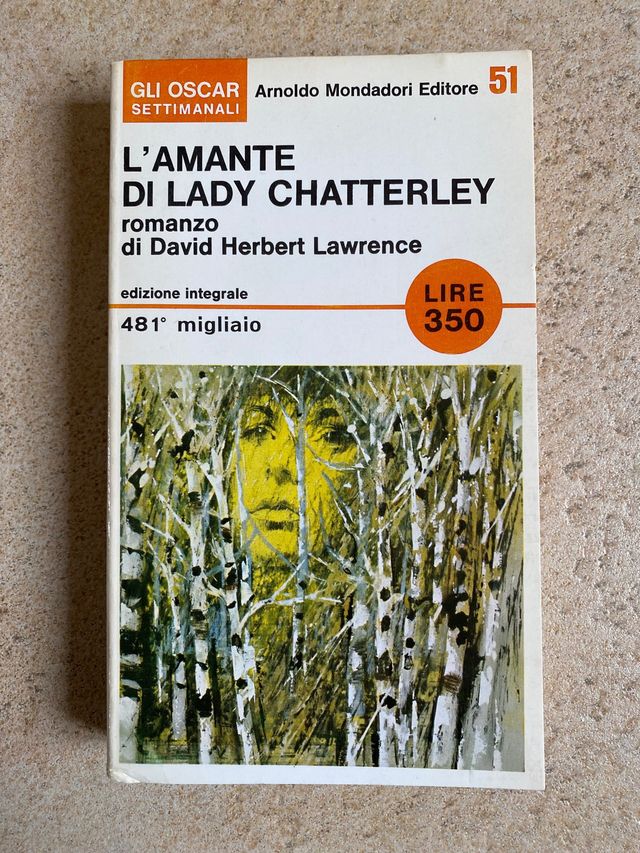 GLI OSCAR
SETTIMANALI
Arnoldo Mondadori Editore 51
L'AMANTE
DI LADY CHATTERLEY
romanzo
di David Herbert Lawrence
edizione integrale
481° migliaio
LIRE
350